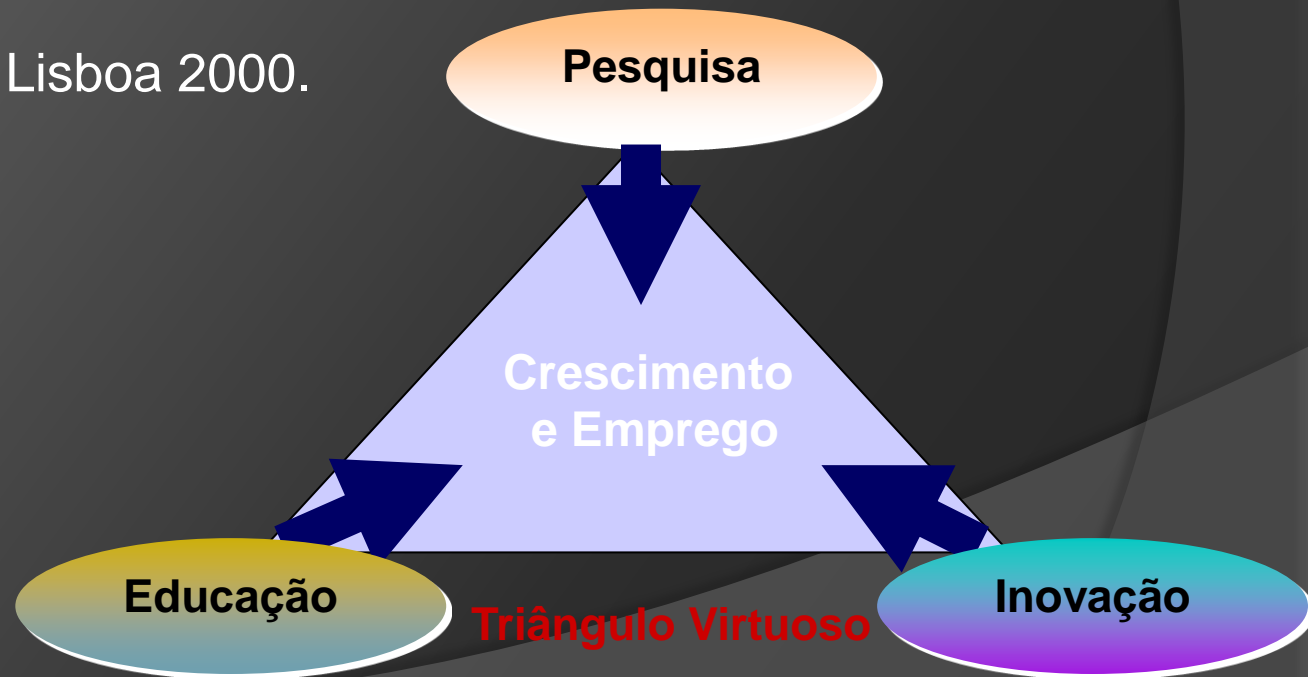 Lisboa 2000.
Pesquisa
Crescimento
e Emprego
Educação
Triângulo Virtuoso
Inovação